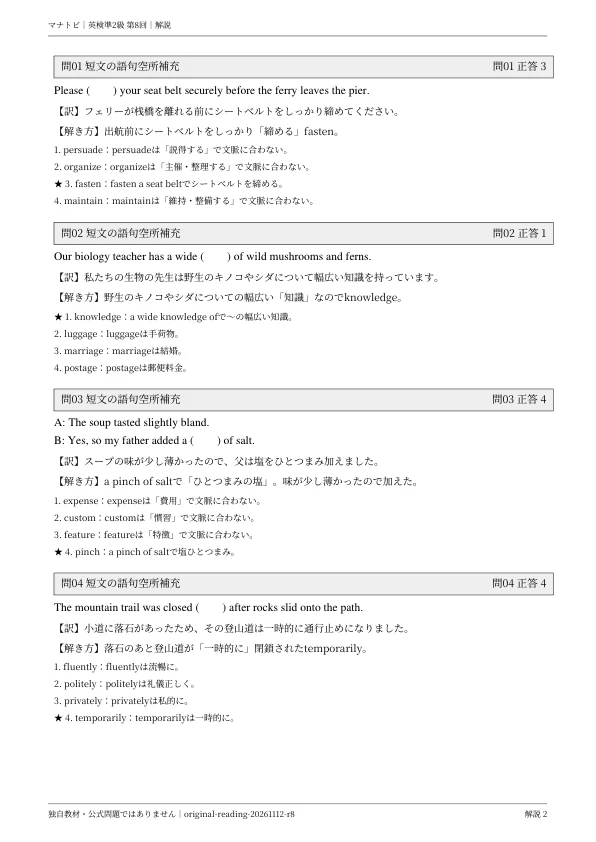 マナトビ｜英検準2級 第8回｜解説
問01 短文の語句空所補充 問01 正答 3
Please (　　) your seat belt securely before the ferry leaves the pier.
【訳】フェリーが桟橋を離れる前にシートベルトをしっかり締めてください。
【解き方】出航前にシートベルトをしっかり「締める」fasten。
1. persuade：persuadeは「説得する」で文脈に合わない。
2. organize：organizeは「主催・整理する」で文脈に合わない。
★ 3. fasten：fasten a seat beltでシートベルトを締める。
4. maintain：maintainは「維持・整備する」で文脈に合わない。
問02 短文の語句空所補充 問02 正答 1
Our biology teacher has a wide (　　) of wild mushrooms and ferns.
【訳】私たちの生物の先生は野生のキノコやシダについて幅広い知識を持っています。
【解き方】野生のキノコやシダについての幅広い「知識」なのでknowledge。
★ 1. knowledge：a wide knowledge ofで〜の幅広い知識。
2. luggage：luggageは手荷物。
3. marriage：marriageは結婚。
4. postage：postageは郵便料金。
問03 短文の語句空所補充 問03 正答 4
A: The soup tasted slightly bland.
B: Yes, so my father added a (　　) of salt.
【訳】スープの味が少し薄かったので、父は塩をひとつまみ加えました。
【解き方】a pinch of saltで「ひとつまみの塩」。味が少し薄かったので加えた。
1. expense：expenseは「費用」で文脈に合わない。
2. custom：customは「慣習」で文脈に合わない。
3. feature：featureは「特徴」で文脈に合わない。
★ 4. pinch：a pinch of saltで塩ひとつまみ。
問04 短文の語句空所補充 問04 正答 4
The mountain trail was closed (　　) after rocks slid onto the path.
【訳】小道に落石があったため、その登山道は一時的に通行止めになりました。
【解き方】落石のあと登山道が「一時的に」閉鎖されたtemporarily。
1. fluently：fluentlyは流暢に。
2. politely：politelyは礼儀正しく。
3. privately：privatelyは私的に。
★ 4. temporarily：temporarilyは一時的に。
独自教材・公式問題ではありません｜original-reading-20261112-r8 解説 2